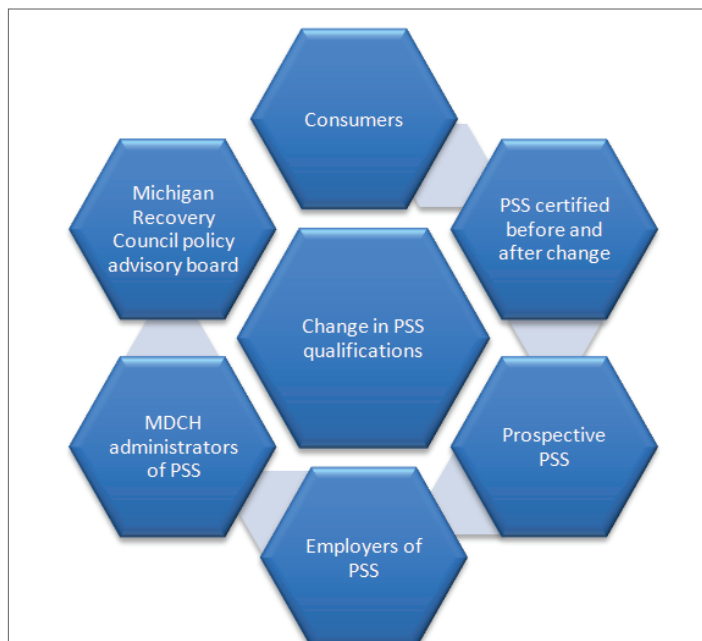 Consumers
Michigan
Recovery
Council policy
advisory board
PSS certified
before and
after change
Change in PSS
qualifications
MDCH
administrators
of PSS
Prospective
PSS
Employers of
PSS